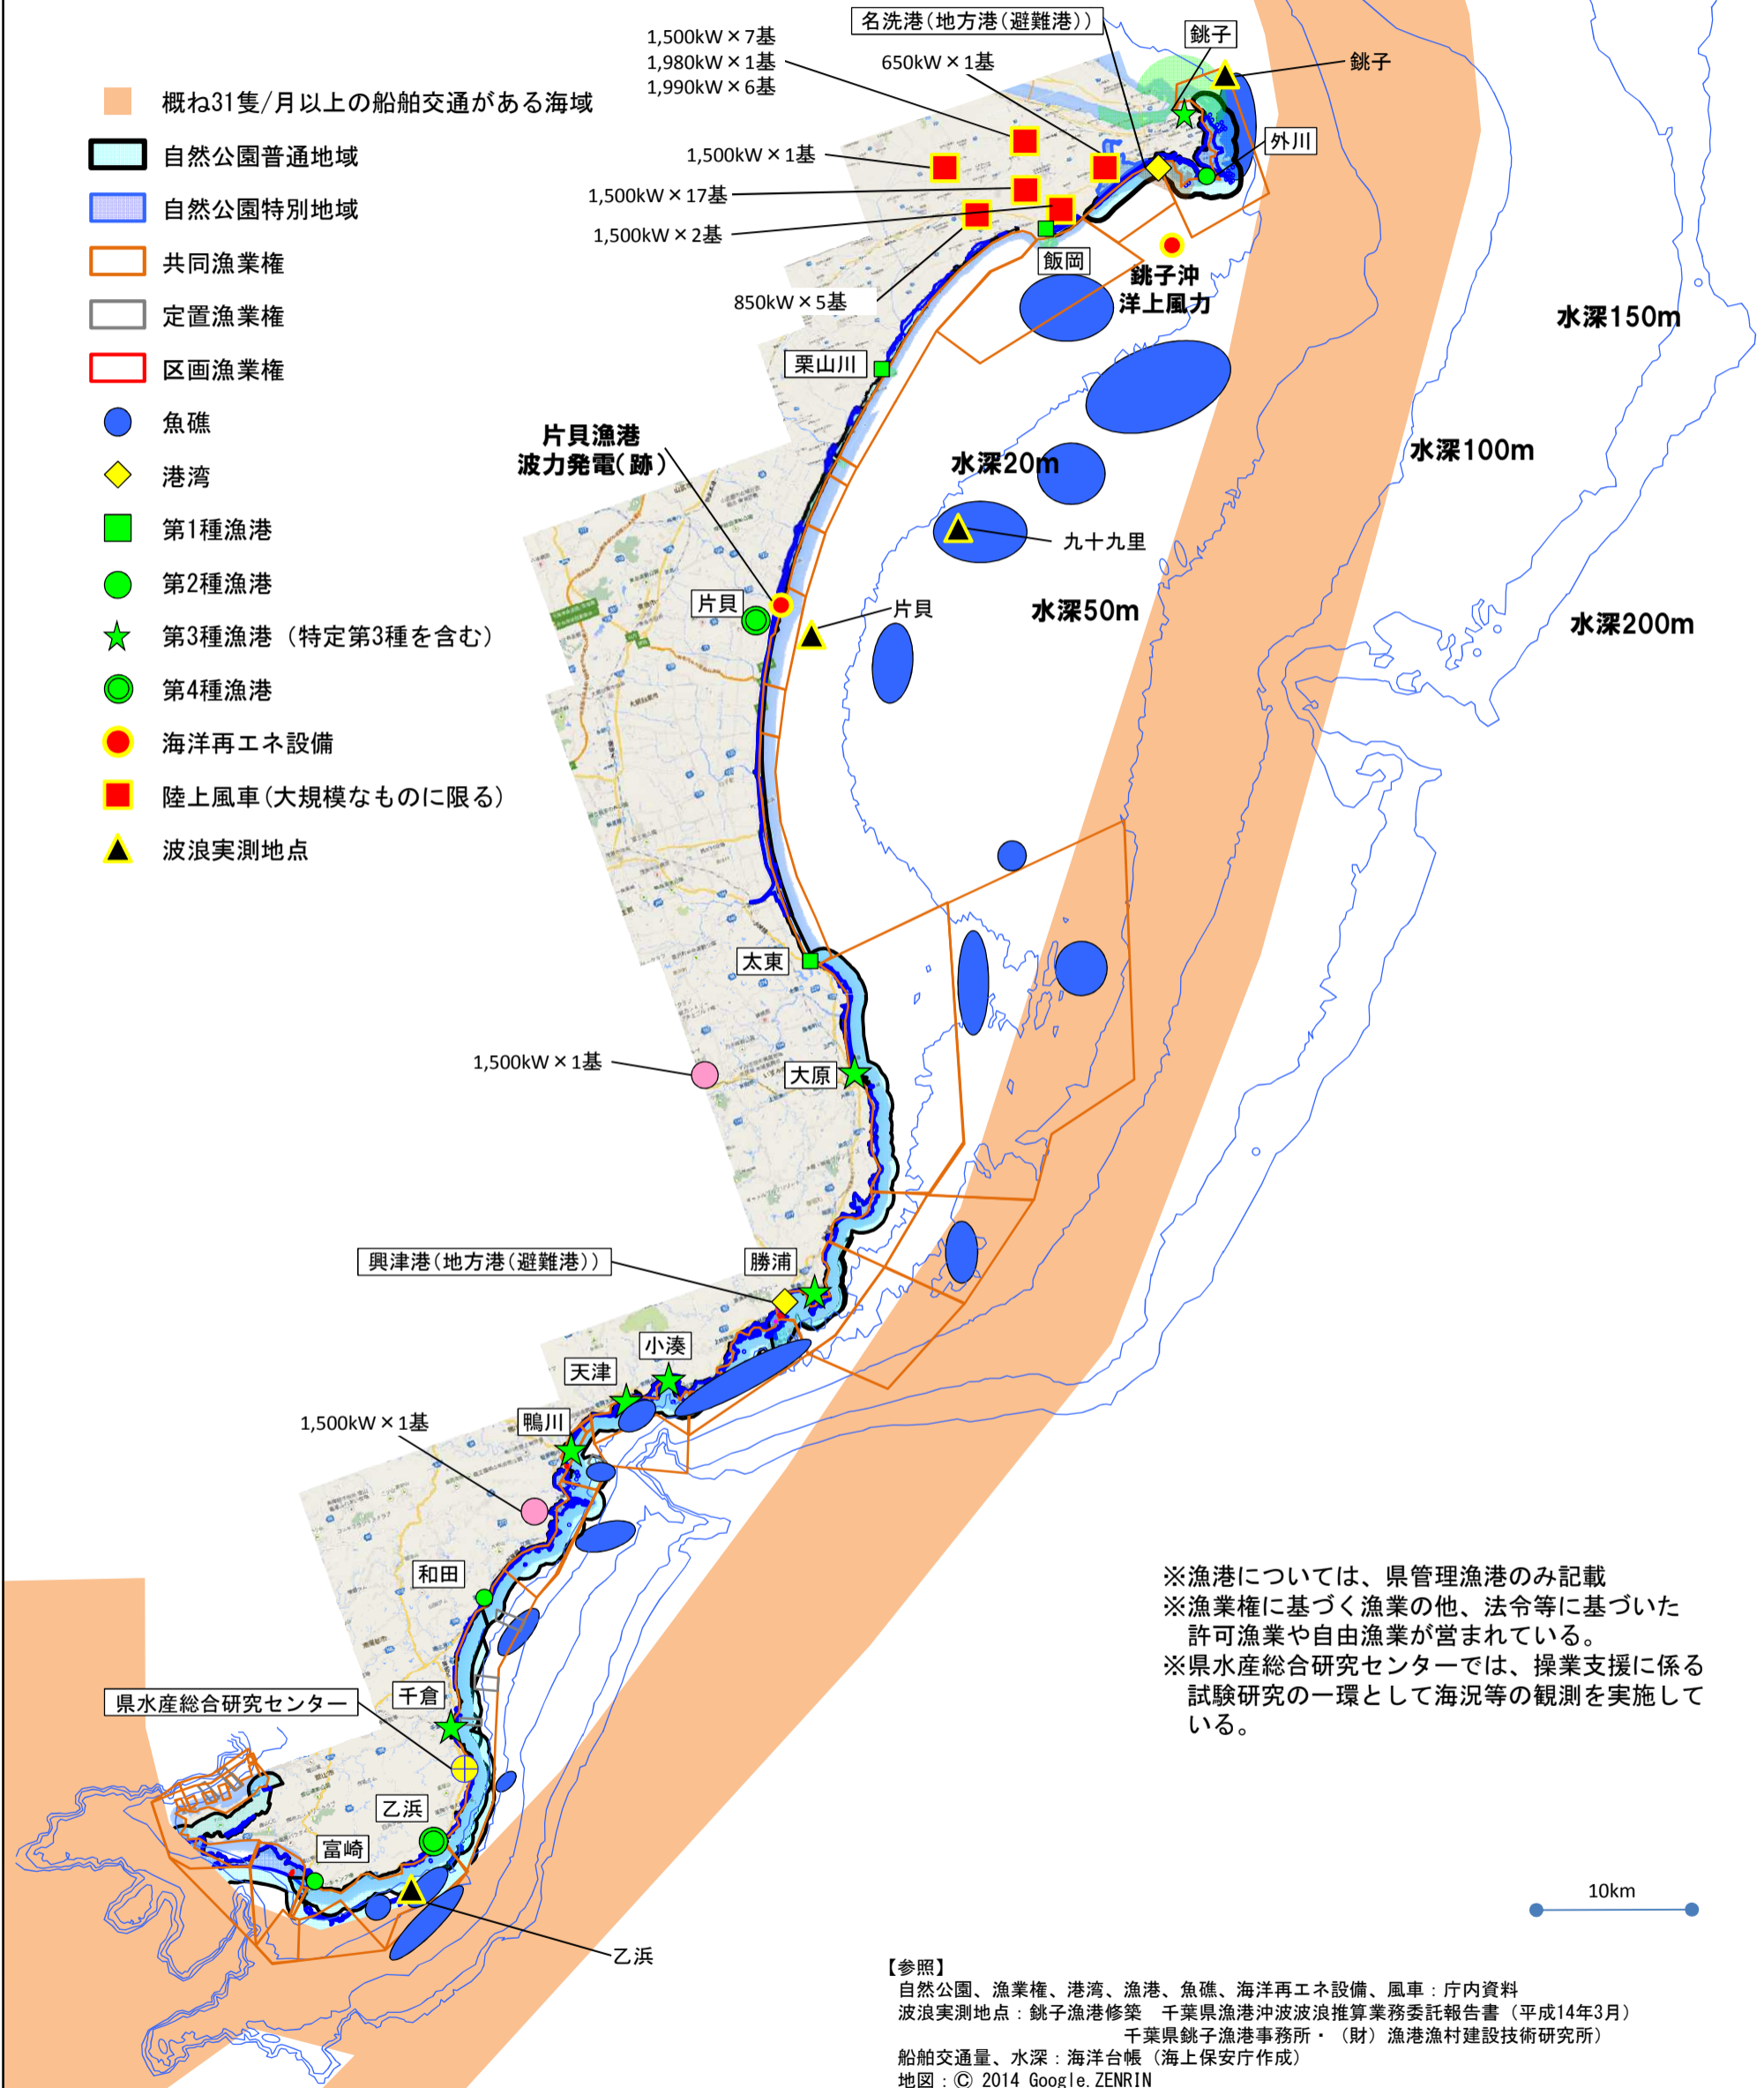 概ね31隻/月以上の船舶交通がある海域
自然公園普通地域
自然公園特別地域
共同漁業権
定置漁業権
区画漁業権
魚礁
港湾
第1種漁港
第2種漁港
第3種漁港（特定第3種を含む）
第4種漁港
海洋再エネ設備
陸上風車(大規模なものに限る)
波浪実測地点
名洗港(地方港(避難港))
銚子
銚子
外川
1,500kW×7基
1,980kW×1基
1,990kW×6基
650kW×1基
1,500kW×1基
1,500kW×17基
1,500kW×2基
850kW×5基
飯岡
銚子沖
洋上風力
栗山川
片貝漁港
波力発電(跡)
水深20m
水深150m
水深100m
九十九里
水深50m
水深200m
片貝
片貝
太東
1,500kW×1基
大原
興津港(地方港(避難港))
勝浦
小湊
天津
鴨川
1,500kW×1基
和田
千倉
県水産総合研究センター
乙浜
富崎
乙浜
※漁港については、県管理漁港のみ記載
※漁業権に基づく漁業の他、法令等に基づいた
許可漁業や自由漁業が営まれている。
※県水産総合研究センターでは、操業支援に係る
試験研究の一環として海況等の観測を実施して
いる。
10km
【参照】
自然公園、漁業権、港湾、漁港、魚礁、海洋再エネ設備、風車：庁内資料
波浪実測地点：銚子漁港修築　千葉県漁港沖波波浪推算業務委託報告書（平成14年3月）
千葉県銚子漁港事務所・（財）漁港漁村建設技術研究所）
船舶交通量、水深：海洋台帳（海上保安庁作成）
地図：© 2014 Google.ZENRIN